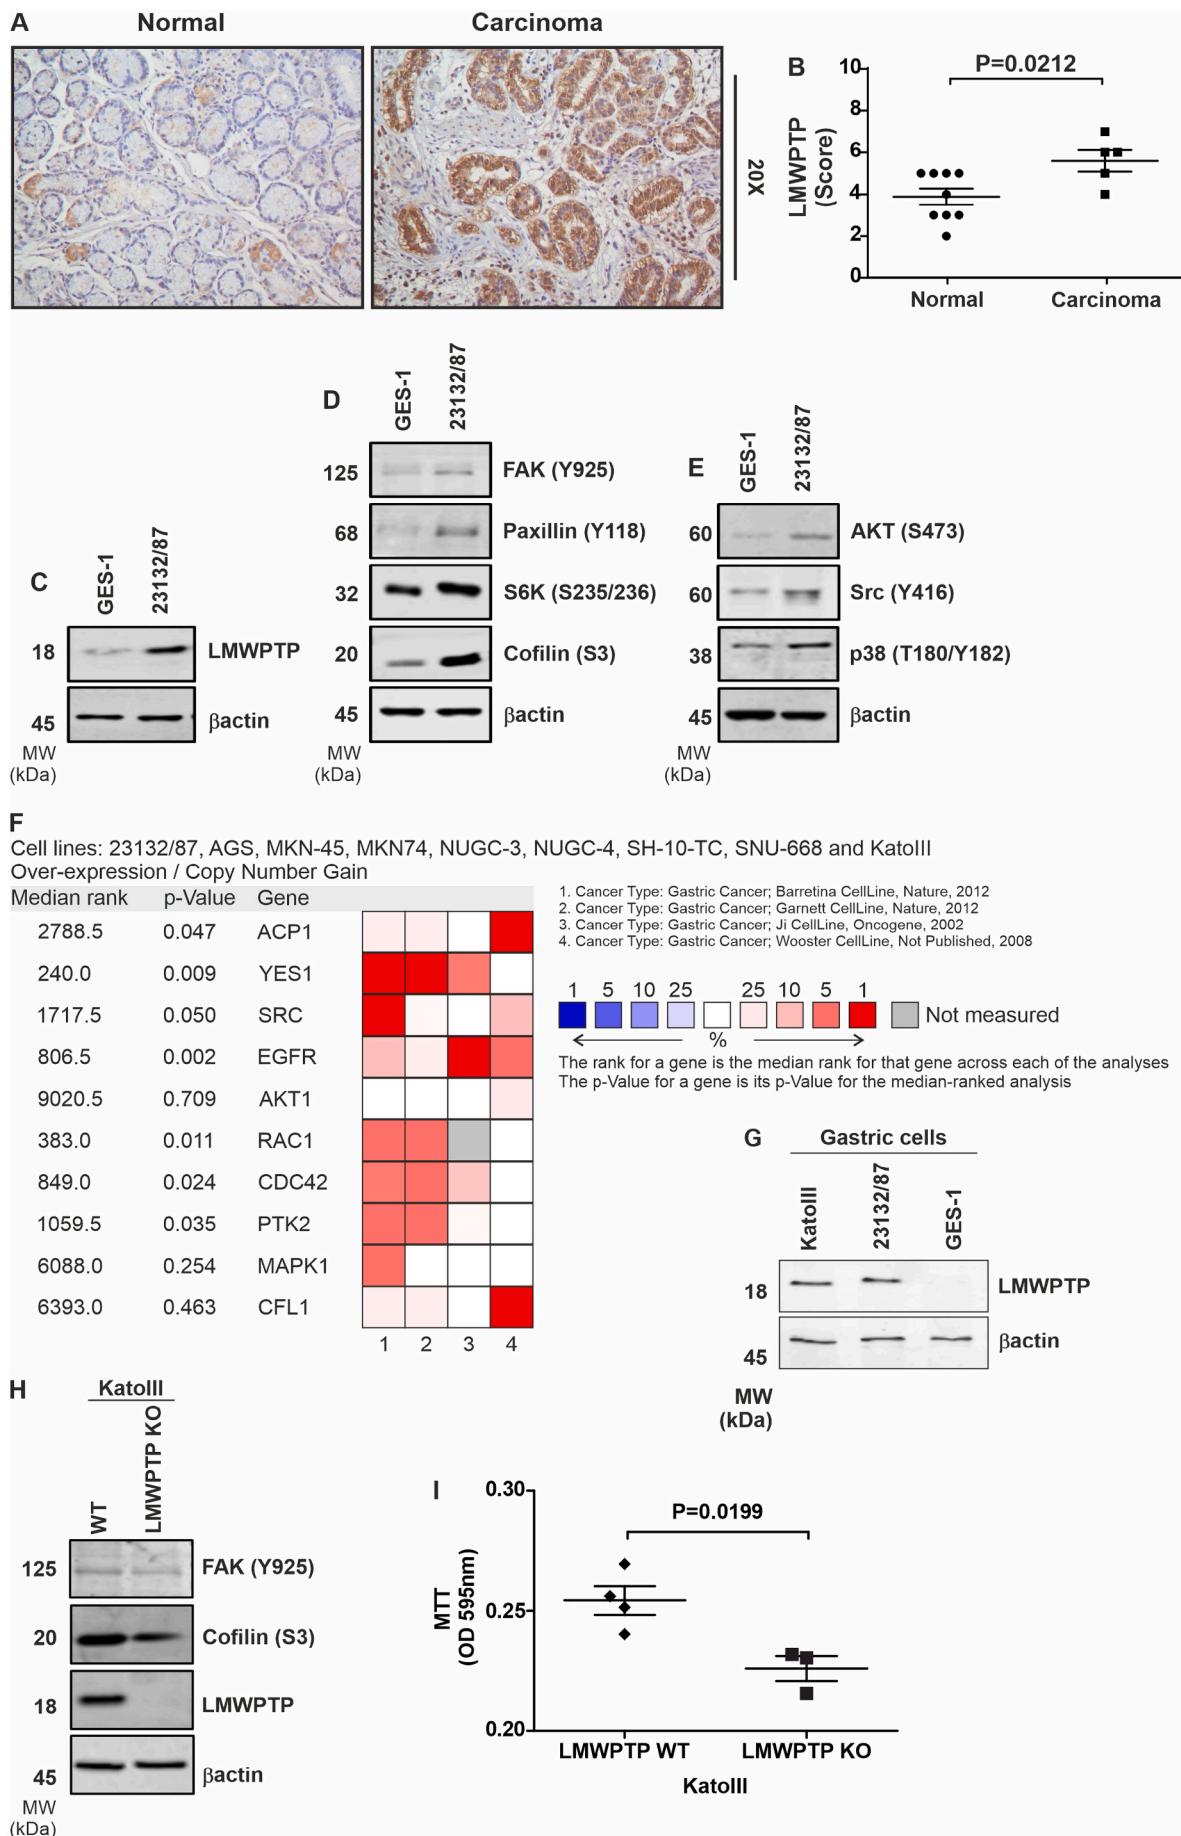 A
Normal
Carcinoma
20X
B
P=0.0212
LMWPTP
(Score)
10
8
6
4
2
0
Normal
Carcinoma
C
GES-1
23132/87
18
LMWPTP
45
βactin
MW
(kDa)
D
GES-1
23132/87
125
FAK (Y925)
68
Paxillin (Y118)
32
S6K (S235/236)
20
Cofilin (S3)
45
βactin
MW
(kDa)
E
GES-1
23132/87
60
AKT (S473)
60
Src (Y416)
38
p38 (T180/Y182)
45
βactin
MW
(kDa)
F
Cell lines: 23132/87, AGS, MKN-45, MKN74, NUGC-3, NUGC-4, SH-10-TC, SNU-668 and KatoIII
Over-expression / Copy Number Gain
Median rank p-Value Gene
2788.5 0.047 ACP1
240.0 0.009 YES1
1717.5 0.050 SRC
806.5 0.002 EGFR
9020.5 0.709 AKT1
383.0 0.011 RAC1
849.0 0.024 CDC42
1059.5 0.035 PTK2
6088.0 0.254 MAPK1
6393.0 0.463 CFL1
1 2 3 4
1. Cancer Type: Gastric Cancer; Barretina CellLine, Nature, 2012
2. Cancer Type: Gastric Cancer; Garnett CellLine, Nature, 2012
3. Cancer Type: Gastric Cancer; Ji CellLine, Oncogene, 2002
4. Cancer Type: Gastric Cancer; Wooster CellLine, Not Published, 2008
1 5 10 25 25 10 5 1
Not measured
%
The rank for a gene is the median rank for that gene across each of the analyses
The p-Value for a gene is its p-Value for the median-ranked analysis
G
Gastric cells
KatoIII
23132/87
GES-1
18
LMWPTP
45
βactin
MW
(kDa)
H
KatoIII
WT
LMWPTP KO
125
FAK (Y925)
20
Cofilin (S3)
18
LMWPTP
45
βactin
MW
(kDa)
I
P=0.0199
MTT
(OD 595nm)
0.30
0.25
0.20
LMWPTP WT
LMWPTP KO
KatoIII